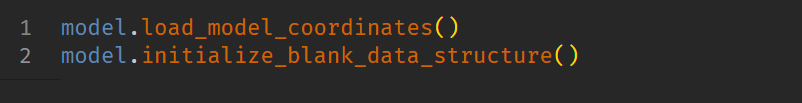 1 model.load_model_coordinates()
2 model.initialize_blank_data_structure()